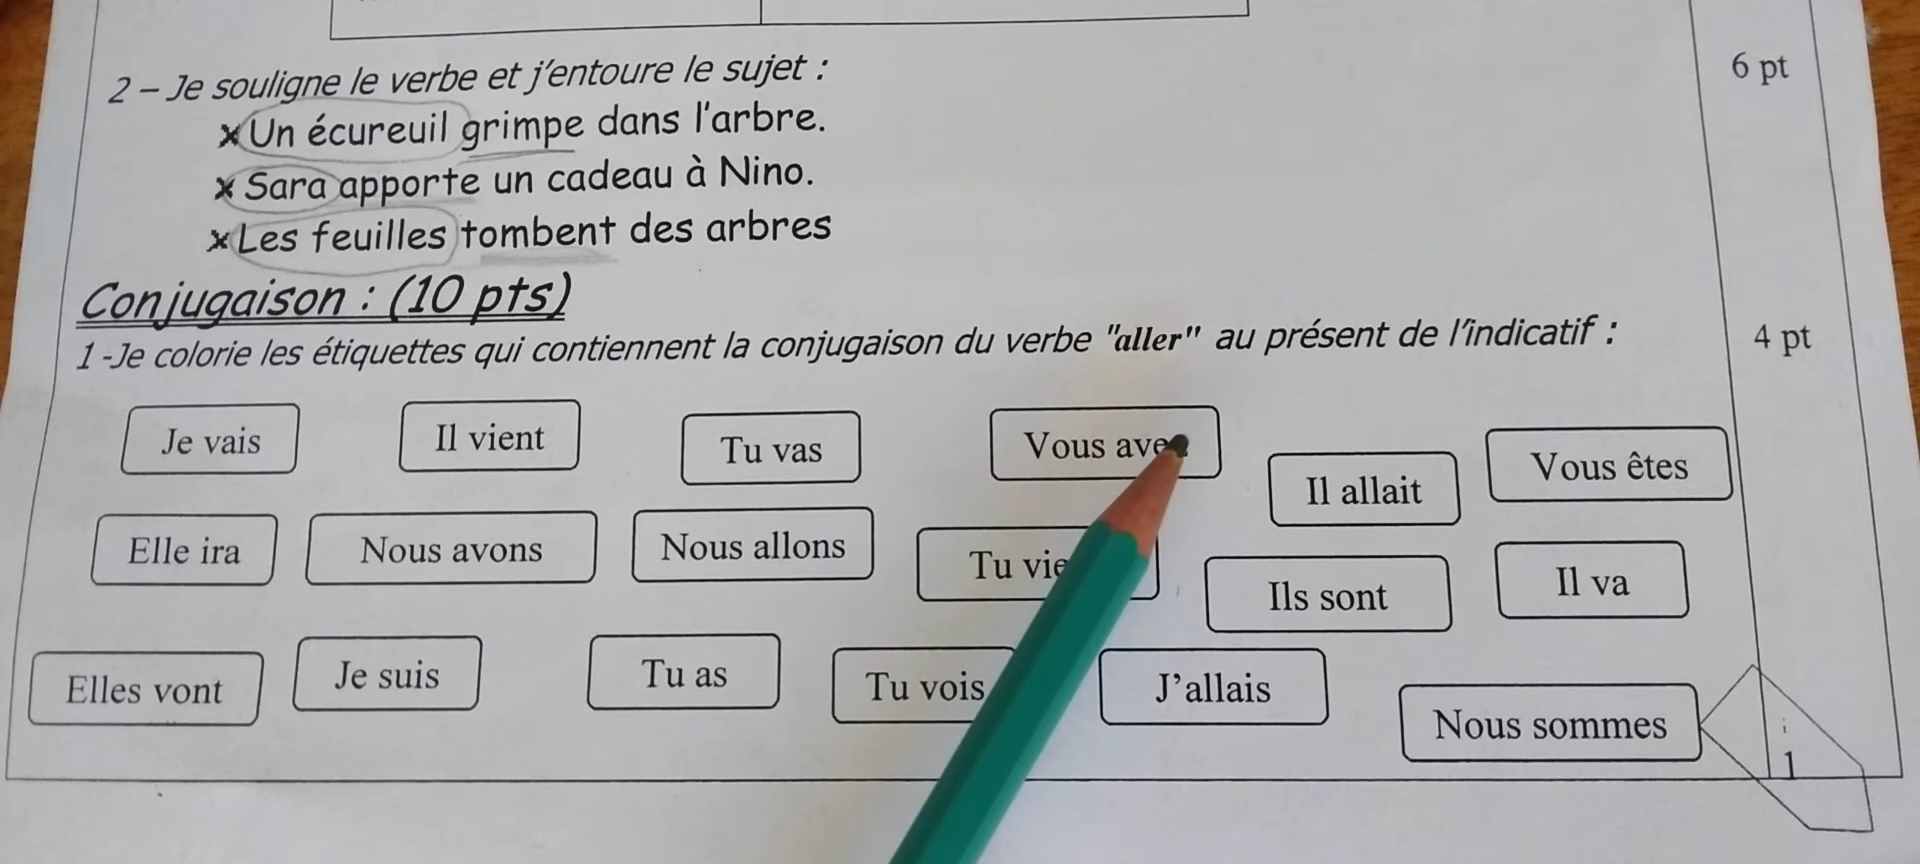 2 – Je souligne le verbe et j'entoure le sujet :
6 pt
x Un écureuil grimpe dans l'arbre.
x Sara apporte un cadeau à Nino.
x Les feuilles tombent des arbres
Conjugaison : (10 pts)
1 -Je colorie les étiquettes qui contiennent la conjugaison du verbe "aller" au présent de l'indicatif :
4 pt
Je vais
Il vient
Tu vas
Vous
Il allait
Vous êtes
Elle ira
Nous avons
Nous allons
Tu
Ils sont
Il va
Elles vont
Je suis
Tu as
Tu vois
J'allais
Nous sommes
1